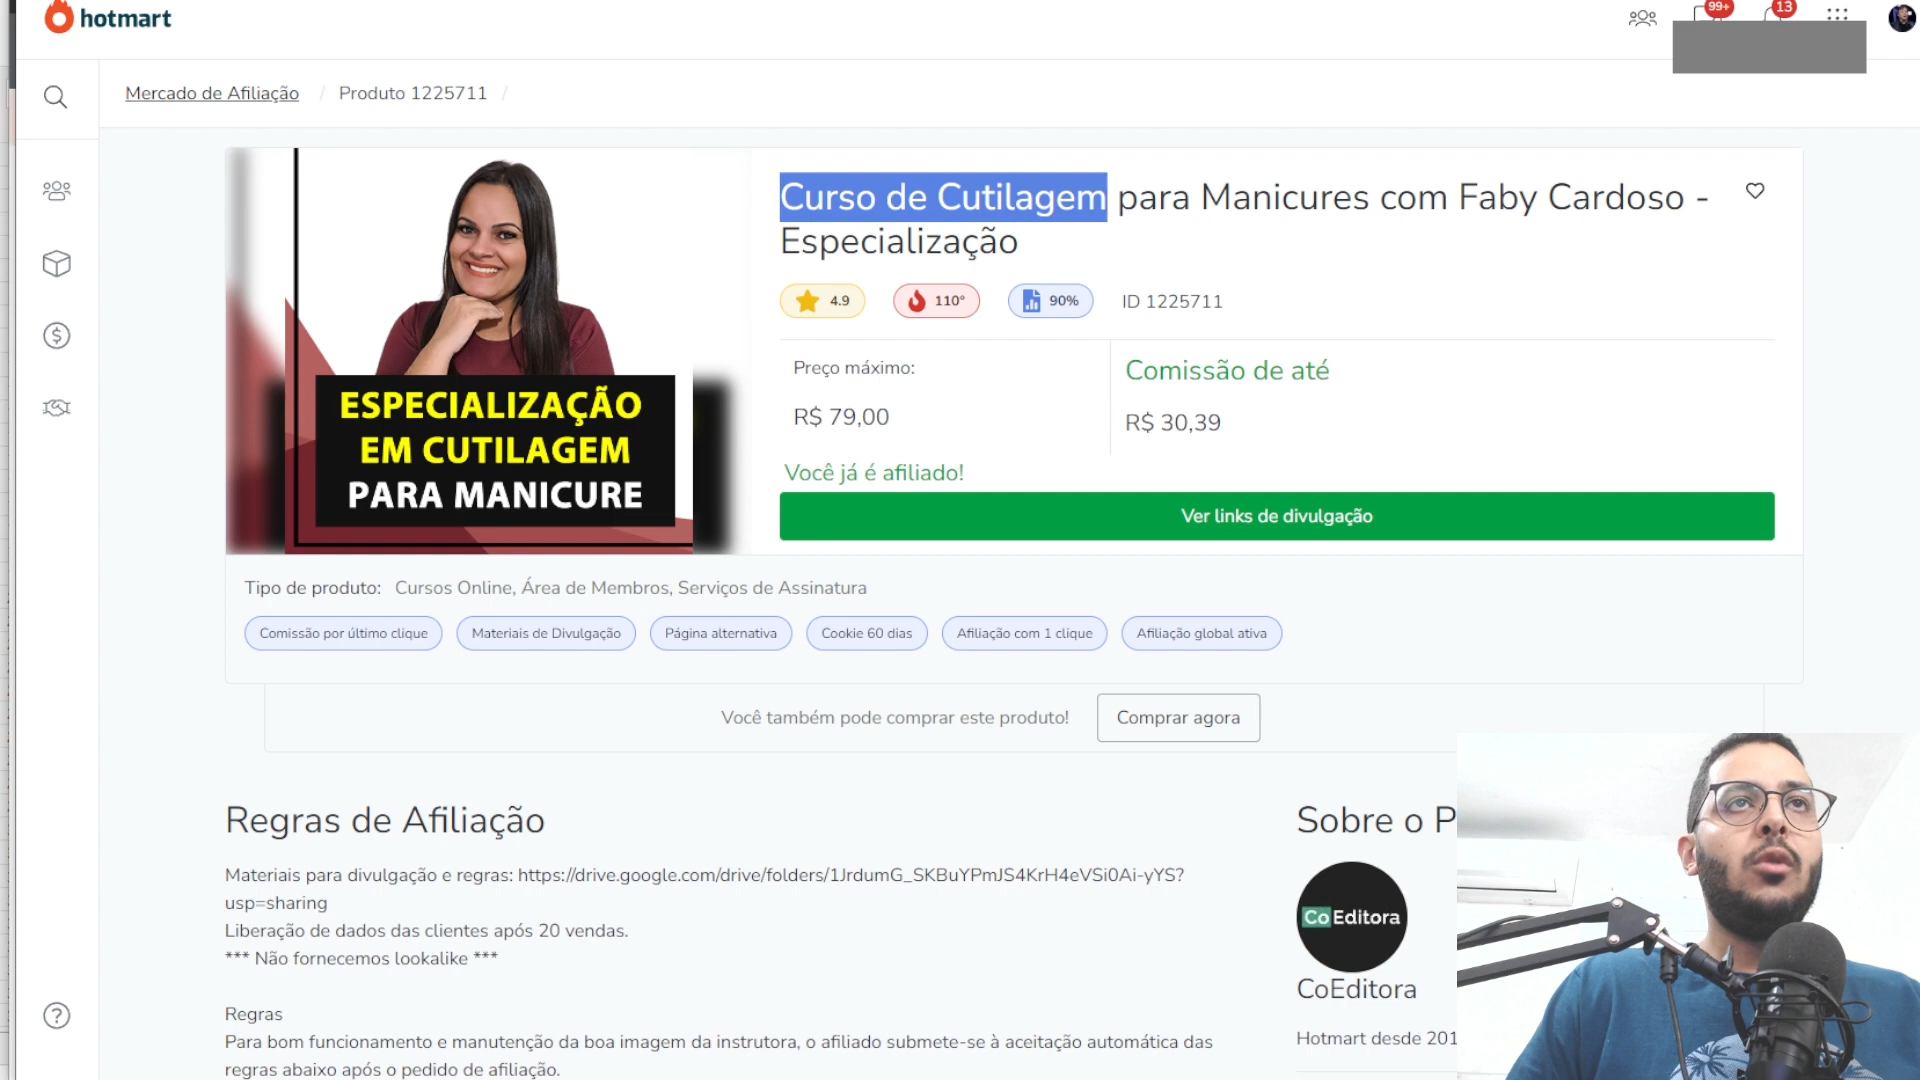 hotmart
99+
13
Mercado de Afiliação / Produto 1225711 /
Curso de Cutilagem para Manicures com Faby Cardoso -
Especialização
4.9
110°
90%
ID 1225711
Preço máximo:
R$ 79,00
Comissão de até
R$ 30,39
Você já é afiliado!
Ver links de divulgação
ESPECIALIZAÇÃO
EM CUTILAGEM
PARA MANICURE
Tipo de produto: Cursos Online, Área de Membros, Serviços de Assinatura
Comissão por último clique
Materiais de Divulgação
Página alternativa
Cookie 60 dias
Afiliação com 1 clique
Afiliação global ativa
Você também pode comprar este produto!
Comprar agora
Regras de Afiliação
Materiais para divulgação e regras: https://drive.google.com/drive/folders/1JrdumG_SKBuYPmJS4KrH4eVSi0Ai-yYS?
usp=sharing
Liberação de dados das clientes após 20 vendas.
*** Não fornecemos lookalike ***
Regras
Para bom funcionamento e manutenção da boa imagem da instrutora, o afiliado submete-se à aceitação automática das
regras abaixo após o pedido de afiliação.
Sobre o P
CoEditora
CoEditora
Hotmart desde 201